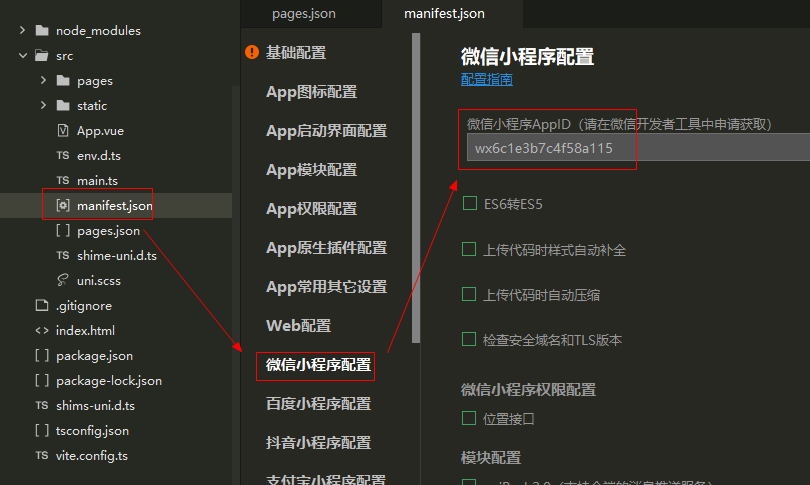 pages.json
manifest.json
node_modules
src
pages
static
App.vue
TS env.d.ts
TS main.ts
manifest.json
[ ] pages.json
TS shime-uni.d.ts
uni.scss
.gitignore
<> index.html
[ ] package.json
[ ] package-lock.json
TS shims-uni.d.ts
[ ] tsconfig.json
TS vite.config.ts
基础配置
App图标配置
App启动界面配置
App模块配置
App权限配置
App原生插件配置
App常用其它设置
Web配置
微信小程序配置
百度小程序配置
抖音小程序配置
支付宝小程序配置
微信小程序配置
配置指南
微信小程序AppID（请在微信开发者工具中申请获取）
wx6c1e3b7c4f58a115
ES6转ES5
上传代码时样式自动补全
上传代码时自动压缩
检查安全域名和TLS版本
微信小程序权限配置
位置接口
模块配置